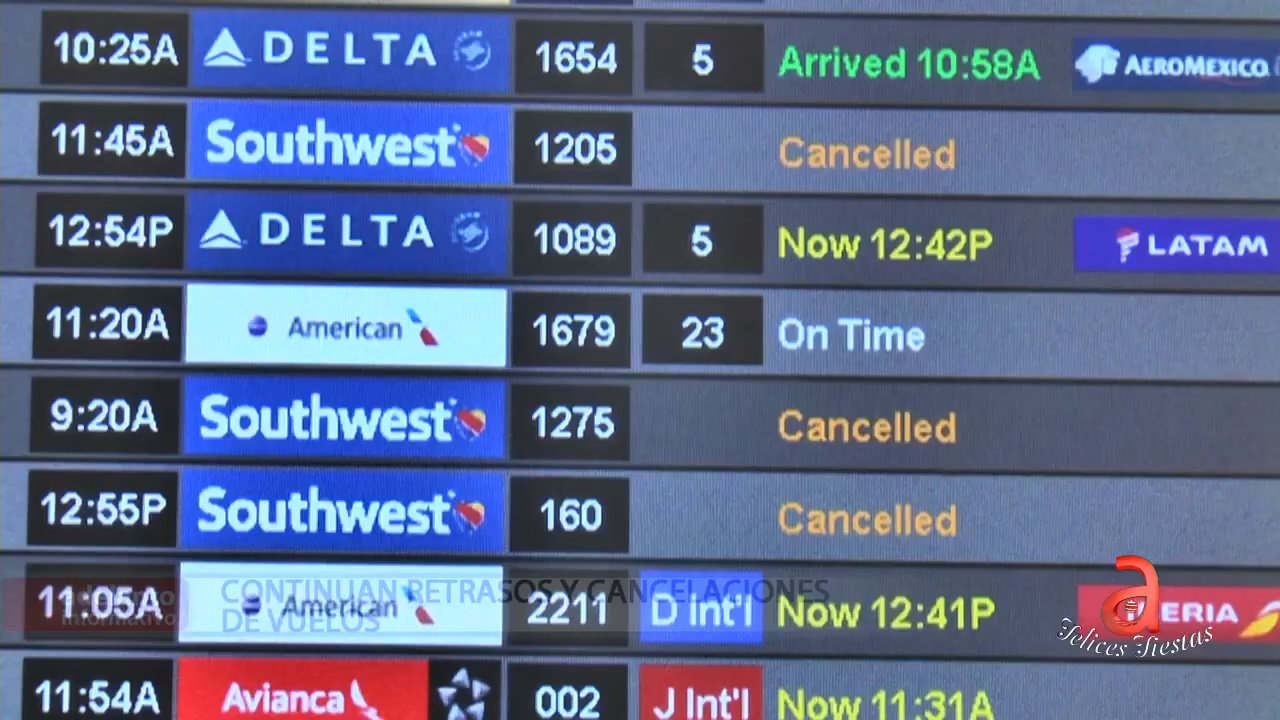 10:25A DELTA 1654 5 Arrived 10:58A AEROMEXICO
11:45A Southwest 1205 Cancelled
12:54P DELTA 1089 5 Now 12:42P LATAM
11:20A American 1679 23 On Time
9:20A Southwest 1275 Cancelled
12:55P Southwest 160 Cancelled
CONTINUAN RETRASOS Y CANCELACIONES
DE VUELOS
informativo
11:05A American 2211 D Int'l Now 12:41P ERIA
a
Felices Fiestas
11:54A Avianca 002 J Int'l Now 11:31A